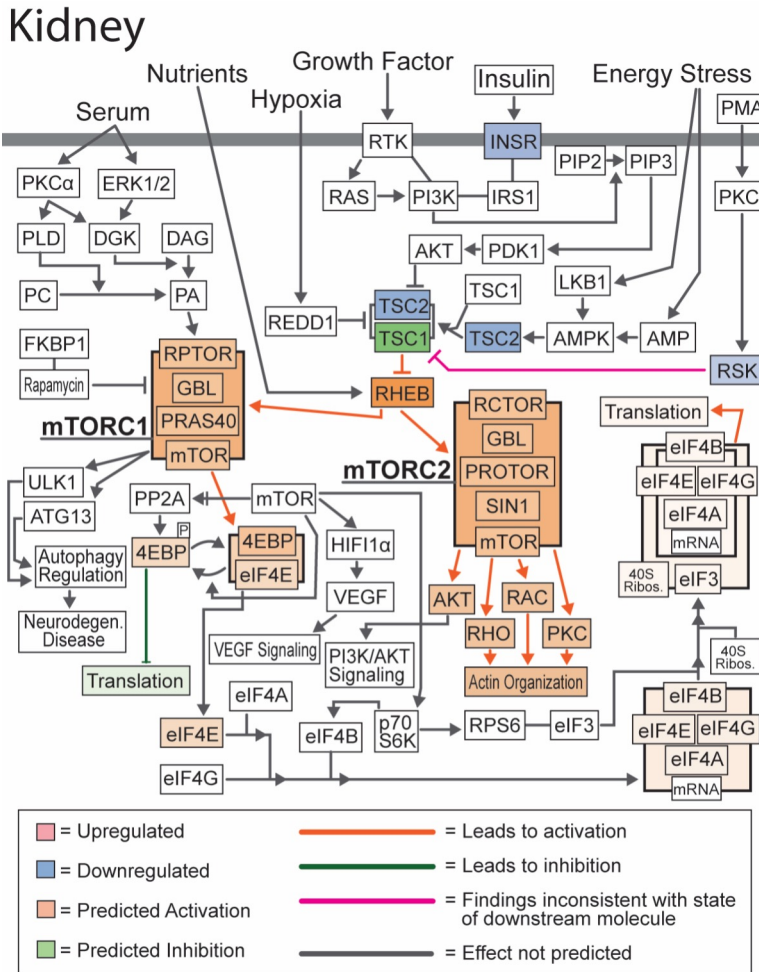 Kidney
Growth Factor
Nutrients
Insulin
Energy Stress
Hypoxia
Serum
PMA
RTK
INSR
PIP2
PIP3
PKCα
ERK1/2
RAS
PI3K
IRS1
PKC
PLD
DGK
DAG
AKT
PDK1
PC
PA
TSC2
TSC1
LKB1
REDD1
TSC1
TSC2
AMPK
AMP
FKBP1
RPTOR
Rapamycin
GBL
RHEB
RSK
PRAS40
mTORC1
mTOR
RCTOR
GBL
mTORC2
PROTOR
SIN1
mTOR
Translation
eIF4B
eIF4E
eIF4G
eIF4A
mRNA
40S
Ribos.
eIF3
ULK1
ATG13
PP2A
mTOR
P
4EBP
4EBP
eIF4E
HIFI1α
Autophagy
Regulation
VEGF
AKT
RAC
RHO
PKC
Neurodegen.
Disease
VEGF Signaling
PI3K/AKT
Signaling
Translation
Actin Organization
40S
Ribos.
eIF4A
eIF4E
eIF4B
p70
S6K
RPS6
eIF3
eIF4B
eIF4E
eIF4G
eIF4A
mRNA
eIF4G
= Upregulated
= Leads to activation
= Downregulated
= Leads to inhibition
= Predicted Activation
= Findings inconsistent with state
of downstream molecule
= Predicted Inhibition
= Effect not predicted